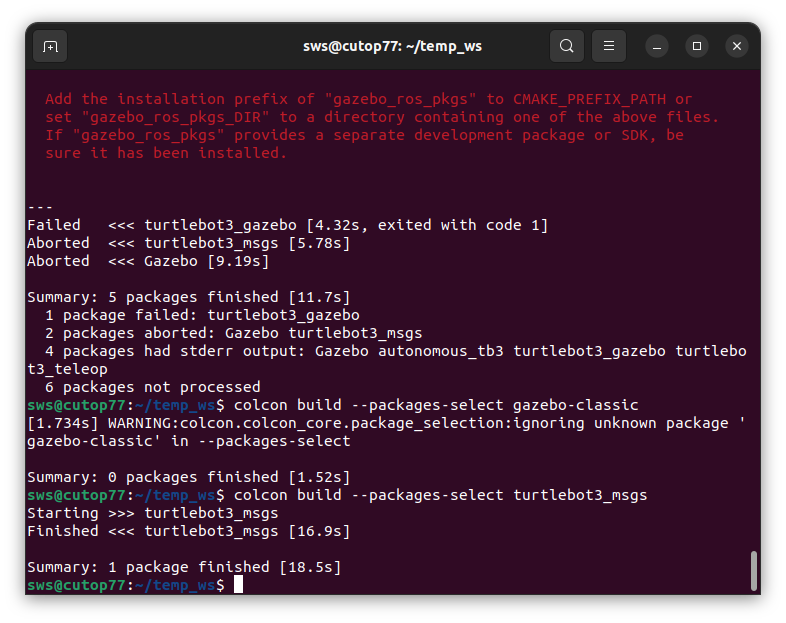 sws@cutop77: ~/temp_ws
Add the installation prefix of "gazebo_ros_pkgs" to CMAKE_PREFIX_PATH or
set "gazebo_ros_pkgs_DIR" to a directory containing one of the above files.
If "gazebo_ros_pkgs" provides a separate development package or SDK, be
sure it has been installed.
---
Failed   <<< turtlebot3_gazebo [4.32s, exited with code 1]
Aborted  <<< turtlebot3_msgs [5.78s]
Aborted  <<< Gazebo [9.19s]
Summary: 5 packages finished [11.7s]
  1 package failed: turtlebot3_gazebo
  2 packages aborted: Gazebo turtlebot3_msgs
  4 packages had stderr output: Gazebo autonomous_tb3 turtlebot3_gazebo turtlebo
t3_teleop
  6 packages not processed
sws@cutop77:~/temp_ws$ colcon build --packages-select gazebo-classic
[1.734s] WARNING:colcon.colcon_core.package_selection:ignoring unknown package '
gazebo-classic' in --packages-select
Summary: 0 packages finished [1.52s]
sws@cutop77:~/temp_ws$ colcon build --packages-select turtlebot3_msgs
Starting >>> turtlebot3_msgs
Finished <<< turtlebot3_msgs [16.9s]
Summary: 1 package finished [18.5s]
sws@cutop77:~/temp_ws$